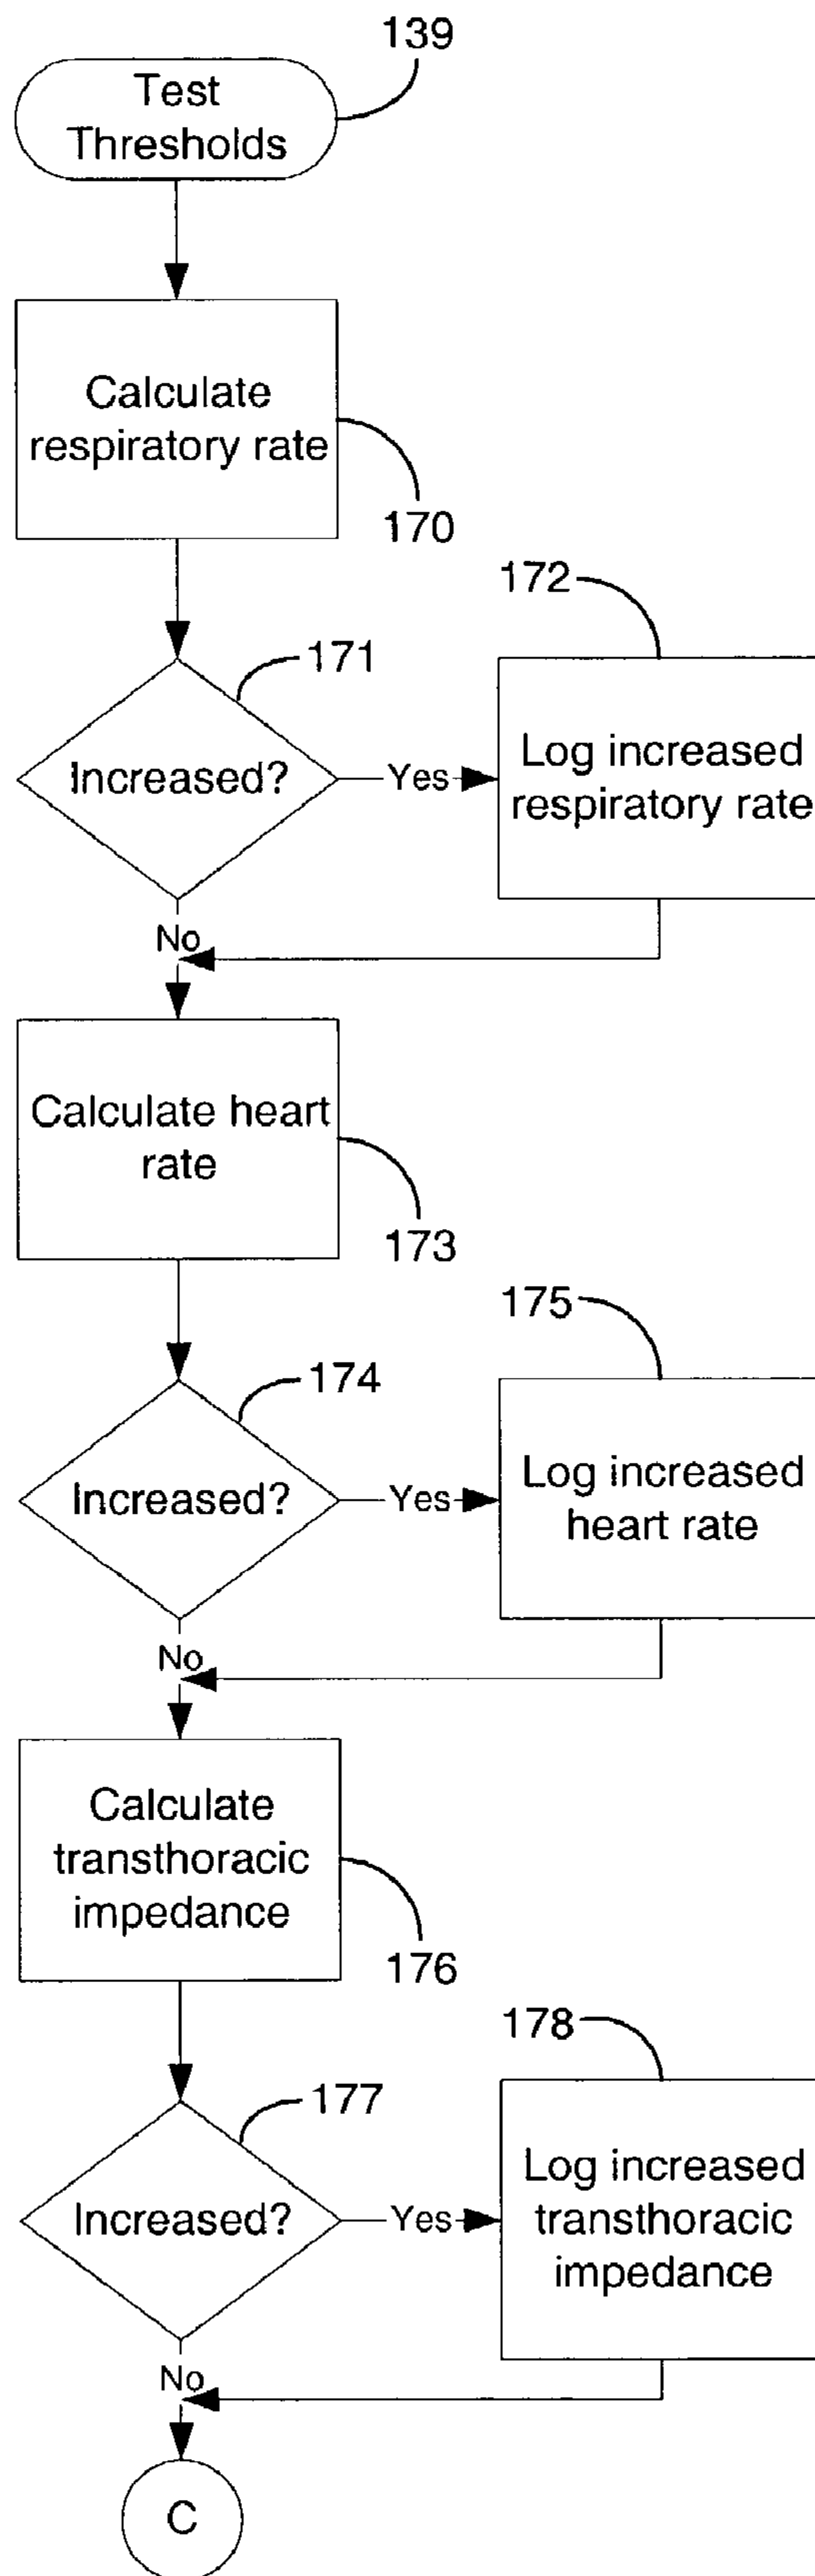 139
Test
Thresholds
Calculate
respiratory rate
170
171
Increased?
Yes
172
Log increased
respiratory rate
No
Calculate heart
rate
173
174
Increased?
Yes
175
Log increased
heart rate
No
Calculate
transthoracic
impedance
176
177
Increased?
Yes
178
Log increased
transthoracic
impedance
No
C